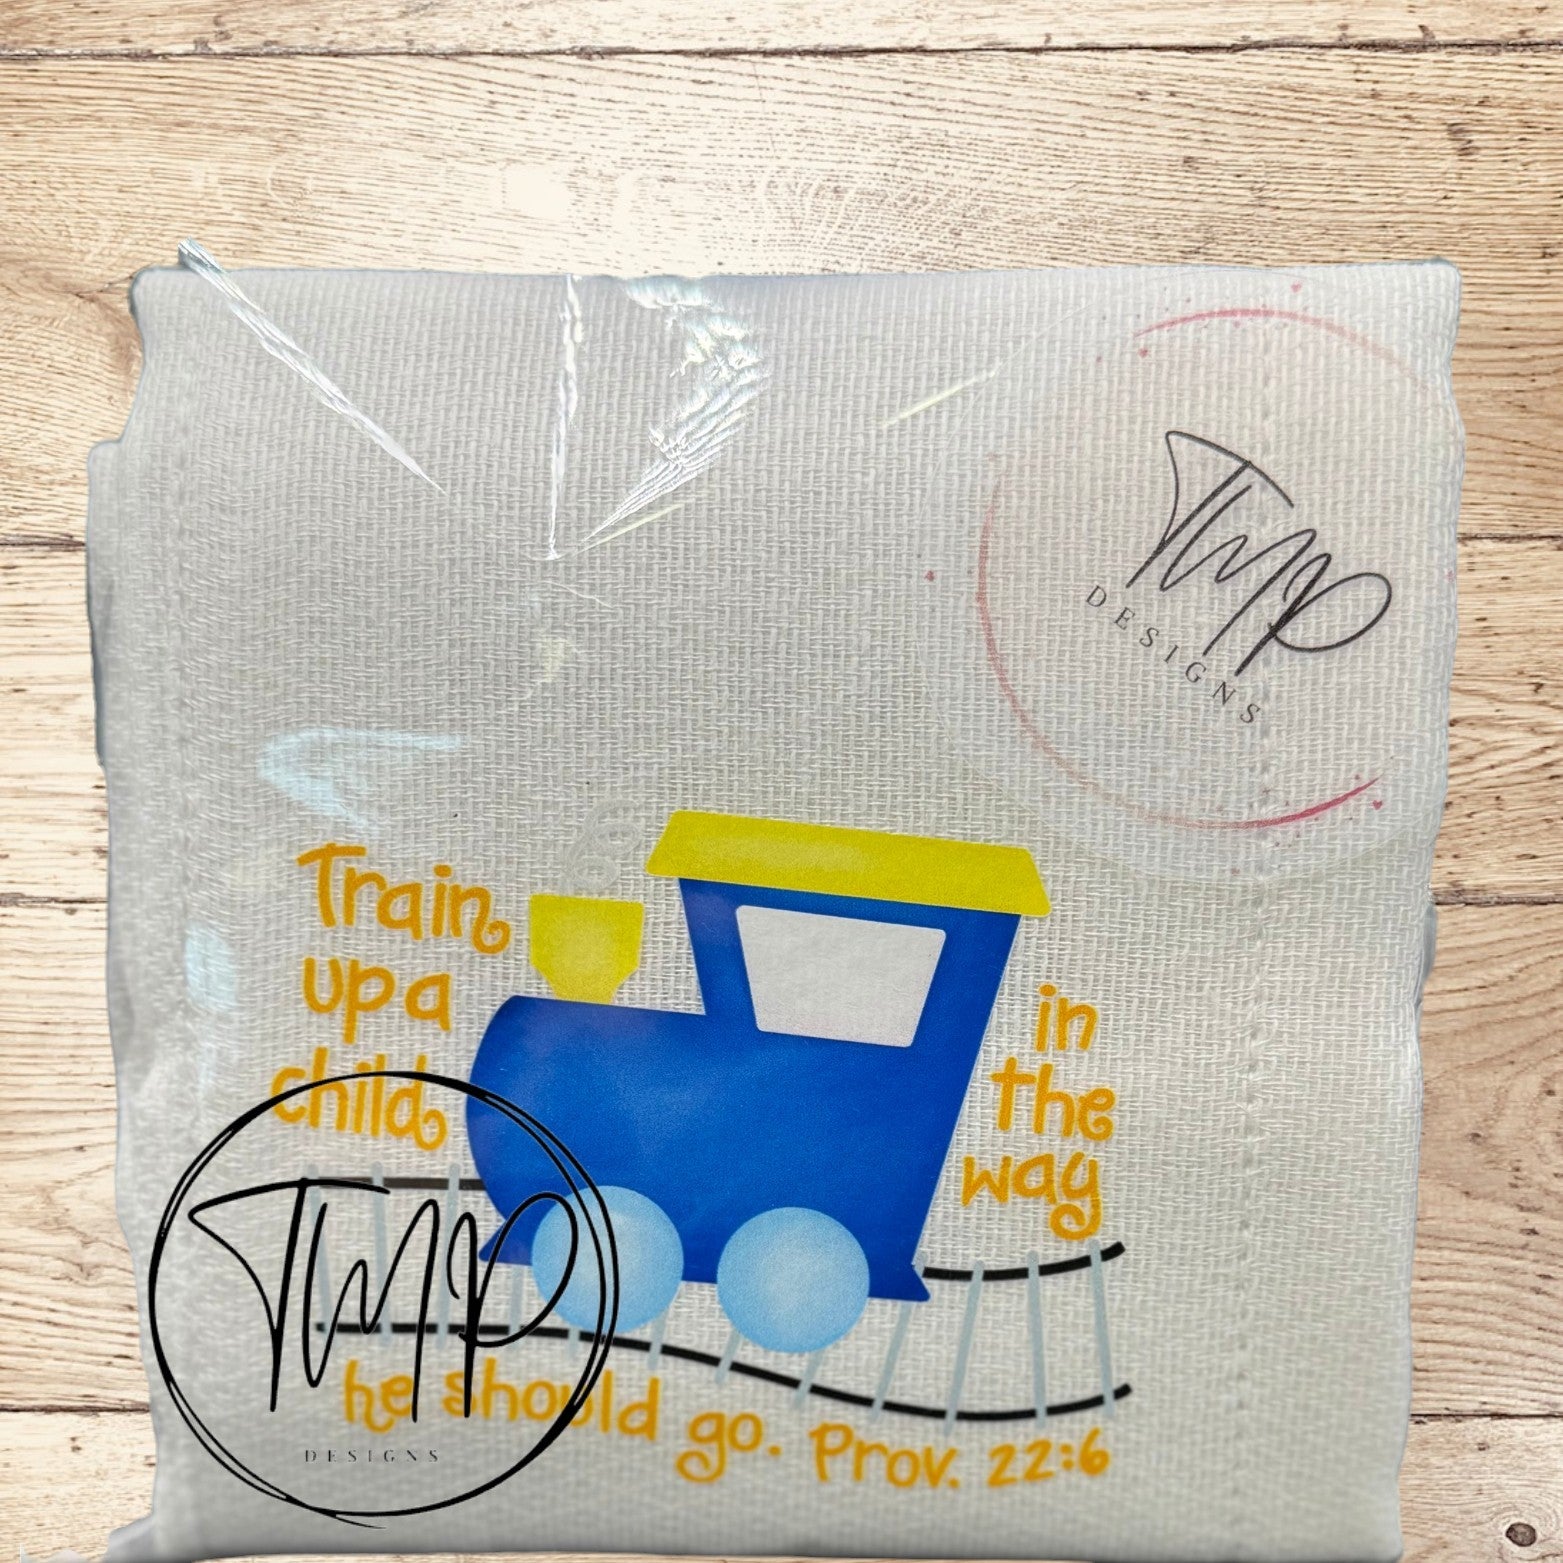 TMP
DESIGNS
Train
up a
child
in
the
way
he should go. Prov. 22:6
TMP
DESIGNS